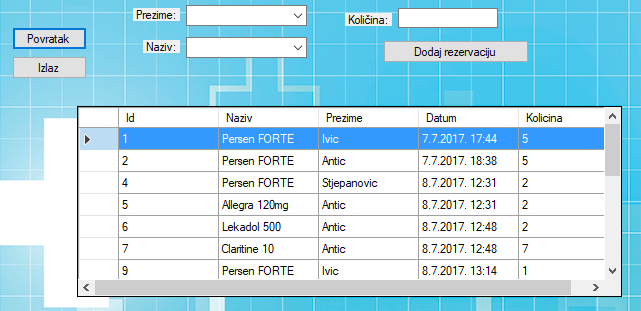 Prezime:
Količina:
Povratak
Naziv:
Dodaj rezervaciju
Izlaz
Id Naziv Prezime Datum Kolicina
1 Persen FORTE Ivic 7.7.2017. 17:44 5
2 Persen FORTE Antic 7.7.2017. 18:38 5
4 Persen FORTE Stjepanovic 8.7.2017. 12:31 2
5 Allegra 120mg Antic 8.7.2017. 12:31 2
6 Lekadol 500 Antic 8.7.2017. 12:48 2
7 Claritine 10 Antic 8.7.2017. 12:48 7
9 Persen FORTE Ivic 8.7.2017. 13:14 1